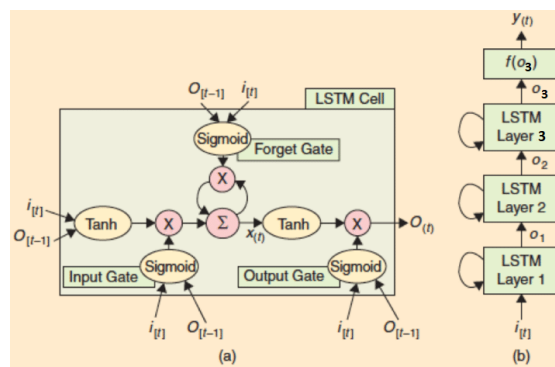 O[t−1] i[t]
LSTM Cell
Sigmoid
Forget Gate
X
i[t]
O[t−1]
Tanh
X
Σ
x(t)
Tanh
X
O(t)
Input Gate
Sigmoid
Output Gate
Sigmoid
i[t] O[t−1]
i[t] O[t−1]
(a)
y(t)
f(o3)
o3
LSTM
Layer 3
o2
LSTM
Layer 2
o1
LSTM
Layer 1
i[t]
(b)